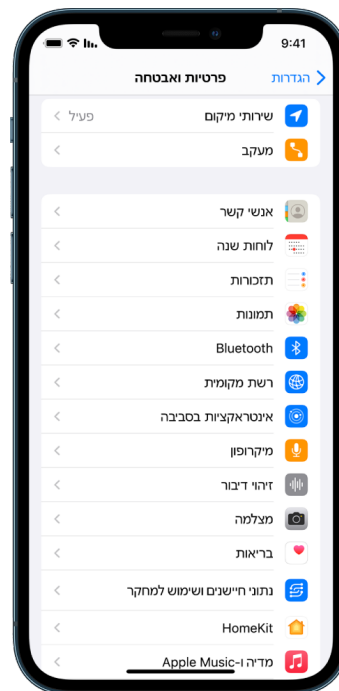 9:41
הגדרות
פרטיות ואבטחה
שירותי מיקום פעיל
מעקב
אנשי קשר
לוחות שנה
תזכורות
תמונות
Bluetooth
רשת מקומית
אינטראקציות בסביבה
מיקרופון
זיהוי דיבור
מצלמה
בריאות
נתוני חיישנים ושימוש למחקר
HomeKit
מדיה ו-Apple Music